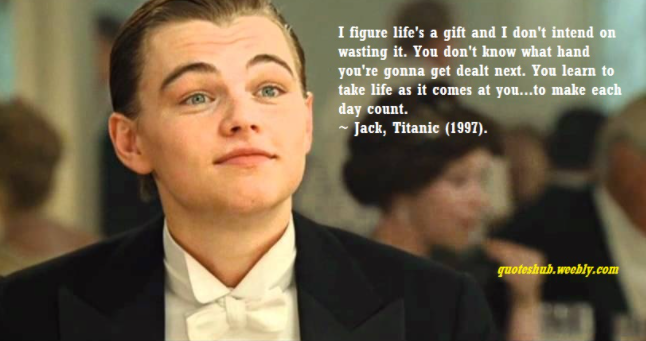 I figure life's a gift and I don't intend on
wasting it. You don't know what hand
you're gonna get dealt next. You learn to
take life as it comes at you...to make each
day count.
~ Jack, Titanic (1997).
quoteshub.weebly.com